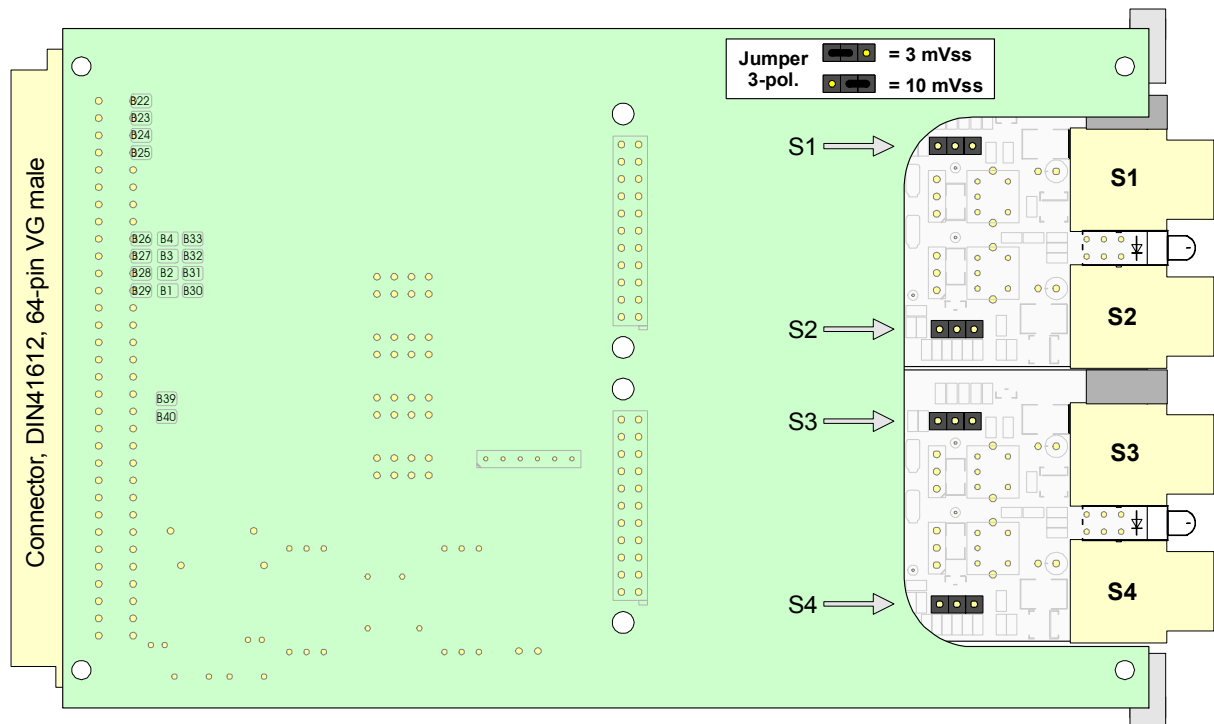 Connector, DIN41612, 64-pin VG male
Jumper
3-pol.
= 3 mVss
= 10 mVss
B22
B23
B24
B25
B26 B4 B33
B27 B3 B32
B28 B2 B31
B29 B1 B30
B39
B40
S1
S2
S3
S4
S1
S2
S3
S4